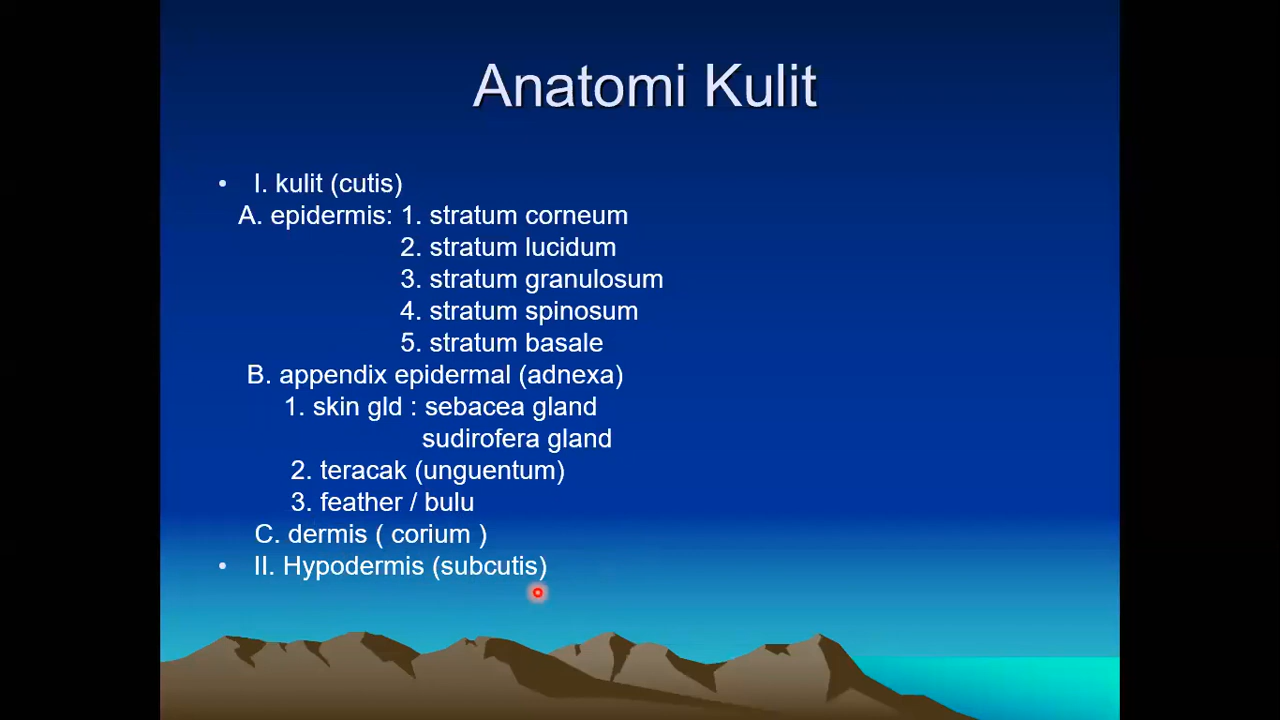 Anatomi Kulit
• I. kulit (cutis)
A. epidermis: 1. stratum corneum
2. stratum lucidum
3. stratum granulosum
4. stratum spinosum
5. stratum basale
B. appendix epidermal (adnexa)
1. skin gld : sebacea gland
sudirofera gland
2. teracak (unguentum)
3. feather / bulu
C. dermis ( corium )
• II. Hypodermis (subcutis)